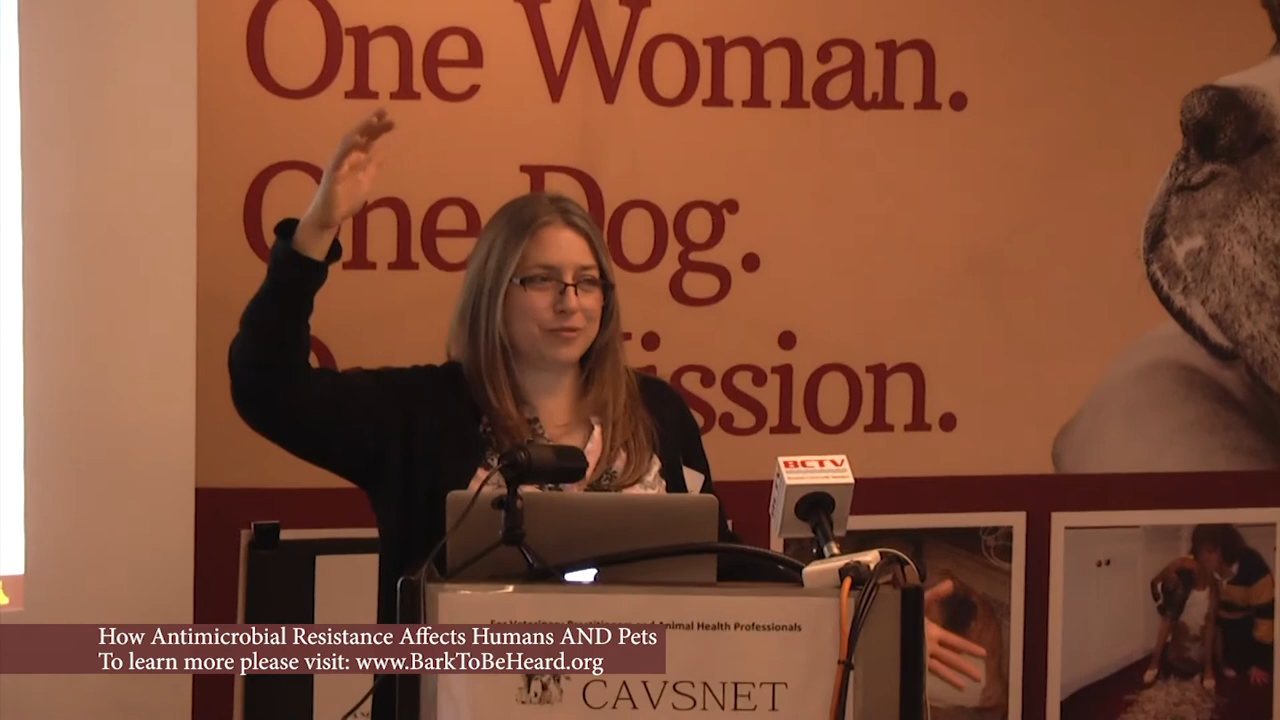 One Woman.
One Dog.
ission.
BCTV
For Veterinary Practitioners and Animal Health Professionals
CAVSNET
How Antimicrobial Resistance Affects Humans AND Pets
To learn more please visit: www.BarkToBeHeard.org